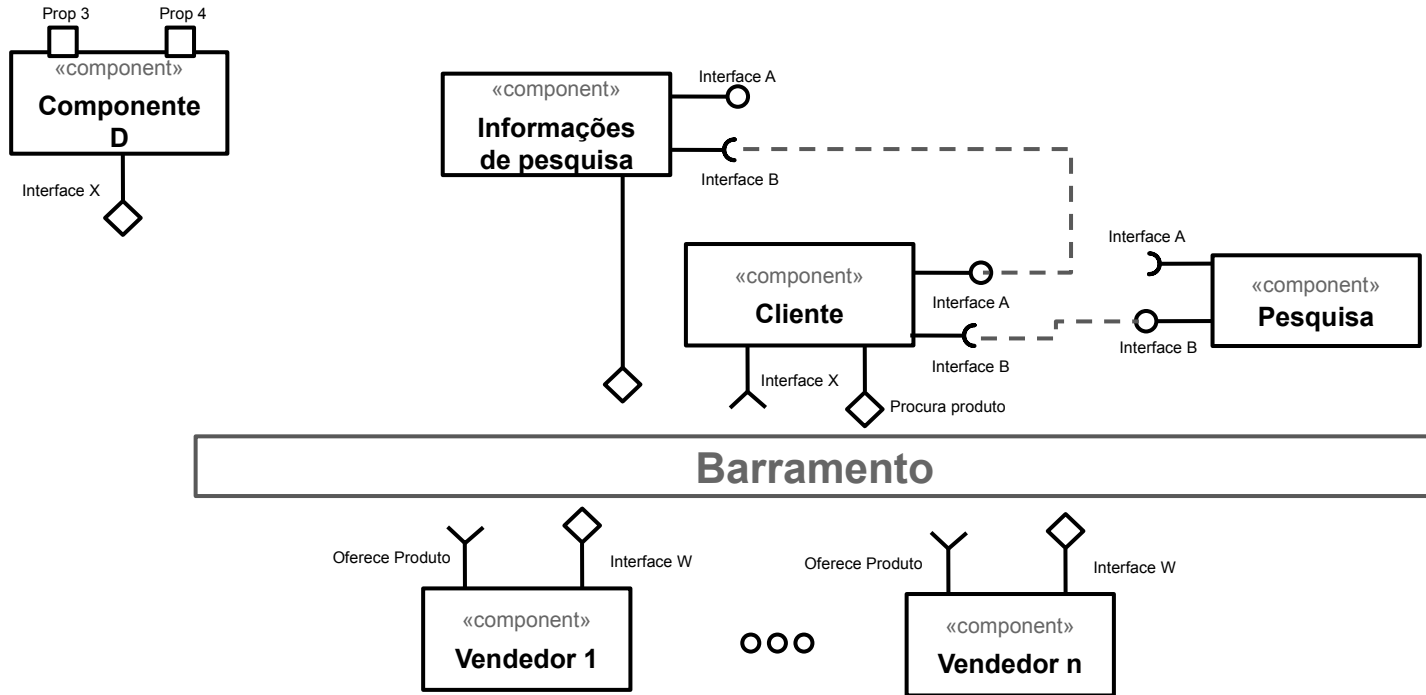 Prop 3
Prop 4
«component»
Componente
D
Interface X
«component»
Informações
de pesquisa
Interface A
Interface B
«component»
Cliente
Interface A
Interface B
Interface X
Procura produto
Interface A
«component»
Pesquisa
Interface B
Barramento
Oferece Produto
Interface W
«component»
Vendedor 1
Oferece Produto
Interface W
«component»
Vendedor n